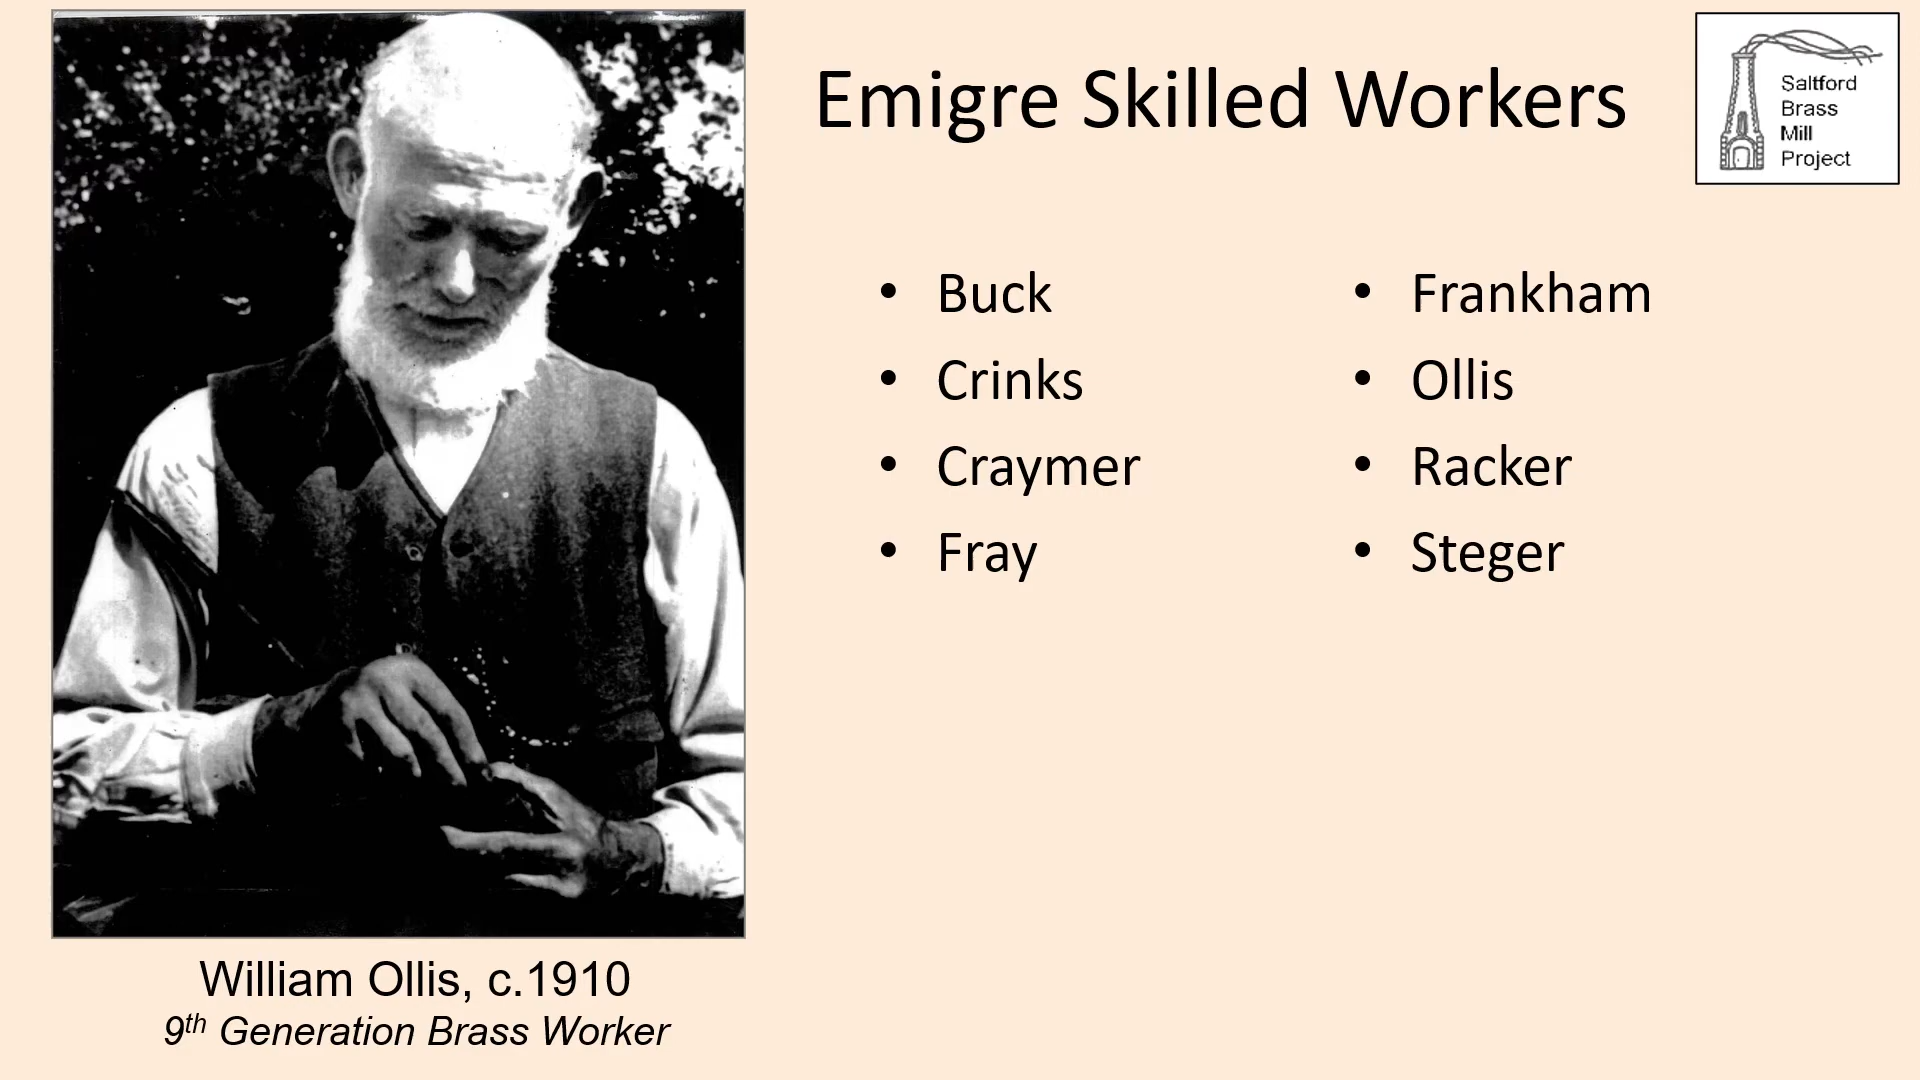 Emigre Skilled Workers
Saltford
Brass
Mill
Project
• Buck
• Crinks
• Craymer
• Fray
• Frankham
• Ollis
• Racker
• Steger
William Ollis, c.1910
9th Generation Brass Worker